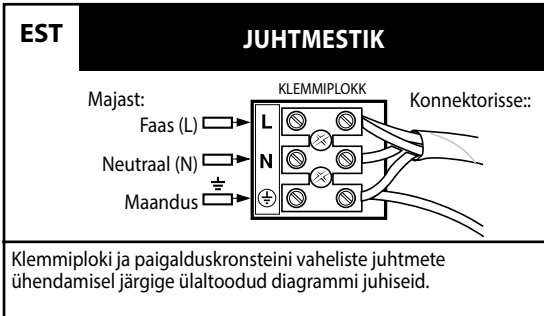 EST
JUHTMESTIK
KLEMMIPLOKK
Majast:
Konnektorisse::
Faas (L)
L
Neutraal (N)
N
Maandus
Klemmiploki ja paigalduskronsteini vaheliste juhtmete
ühendamisel järgige ülaltoodud diagrammi juhiseid.